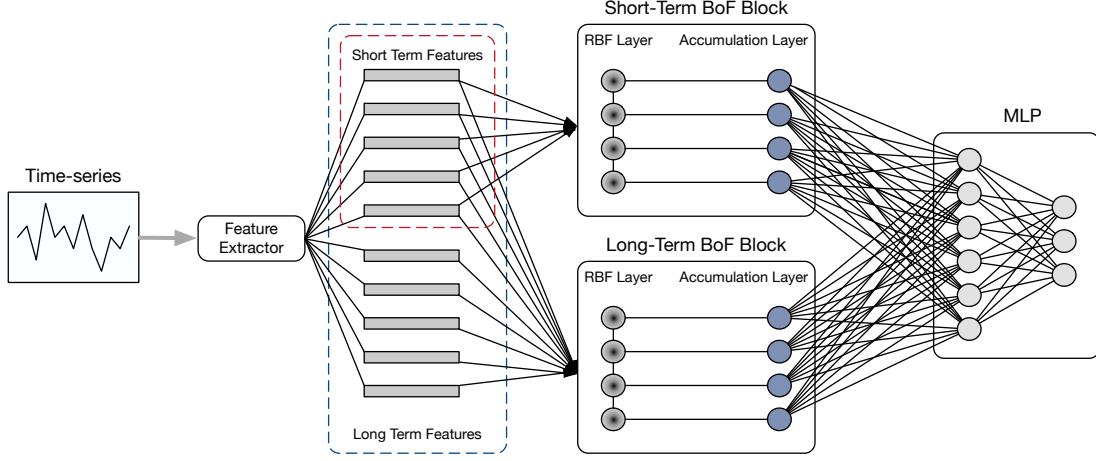 Time-series
Feature
Extractor
Short Term Features
Long Term Features
Short-Term BoF Block
RBF Layer
Accumulation Layer
Long-Term BoF Block
RBF Layer
Accumulation Layer
MLP